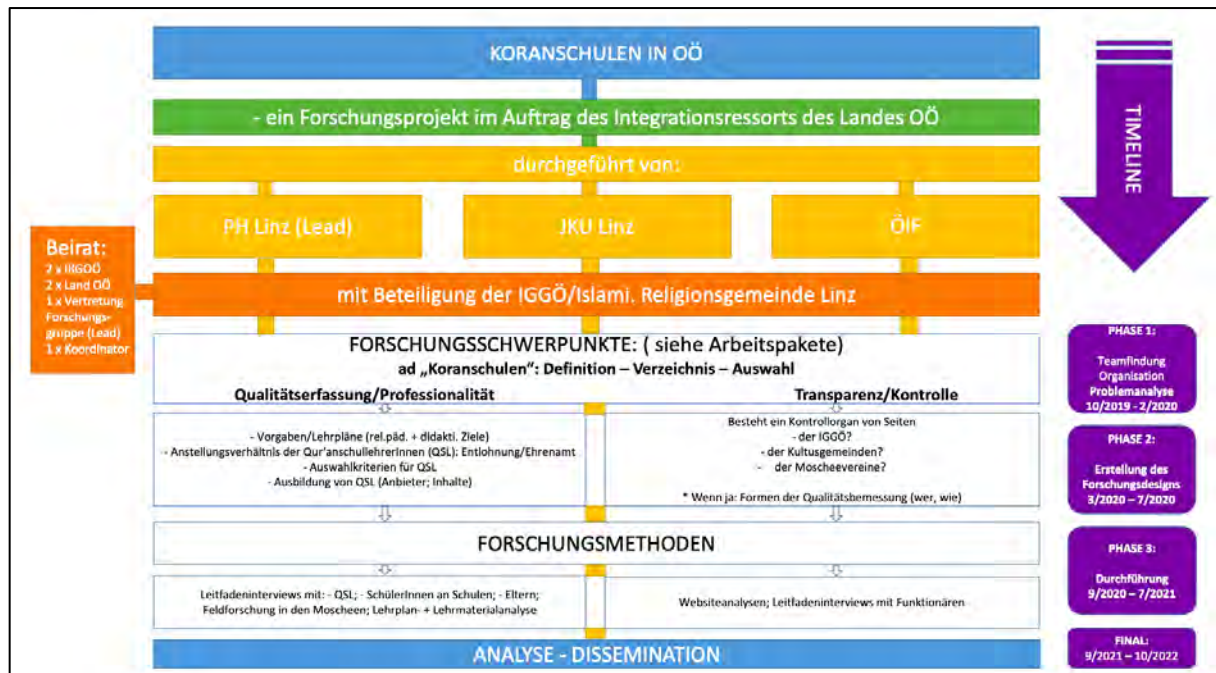 KORANSCHULEN IN OÖ
- ein Forschungsprojekt im Auftrag des Integrationsressorts des Landes OÖ
durchgeführt von:
PH Linz (Lead)
JKU Linz
ÖIF
Beirat:
2 x IRGOÖ
2 x Land OÖ
1 x Vertretung
Forschungs-
gruppe (Lead)
1 x Koordinator
mit Beteiligung der IGGÖ/Islami. Religionsgemeinde Linz
FORSCHUNGSSCHWERPUNKTE: ( siehe Arbeitspakete)
ad „Koranschulen“: Definition – Verzeichnis – Auswahl
Qualitätserfassung/Professionalität
Transparenz/Kontrolle
- Vorgaben/Lehrpläne (rel.päd. + didakti. Ziele)
- Anstellungsverhältnis der Qur'anschullehrerInnen (QSL): Entlohnung/Ehrenamt
- Auswahlkriterien für QSL
- Ausbildung von QSL (Anbieter; Inhalte)
Besteht ein Kontrollorgan von Seiten
- der IGGÖ?
- der Kultusgemeinden?
- der Moscheevereine?
* Wenn ja: Formen der Qualitätsbemessung (wer, wie)
FORSCHUNGSMETHODEN
Leitfadeninterviews mit: - QSL; - SchülerInnen an Schulen; - Eltern;
Feldforschung in den Moscheen; Lehrplan- + Lehrmaterialanalyse
Websiteanalysen; Leitfadeninterviews mit Funktionären
ANALYSE - DISSEMINATION
TIMELINE
PHASE 1:
Teamfindung
Organisation
Problemanalyse
10/2019 - 2/2020
PHASE 2:
Erstellung des
Forschungsdesigns
3/2020 – 7/2020
PHASE 3:
Durchführung
9/2020 – 7/2021
FINAL:
9/2021 – 10/2022